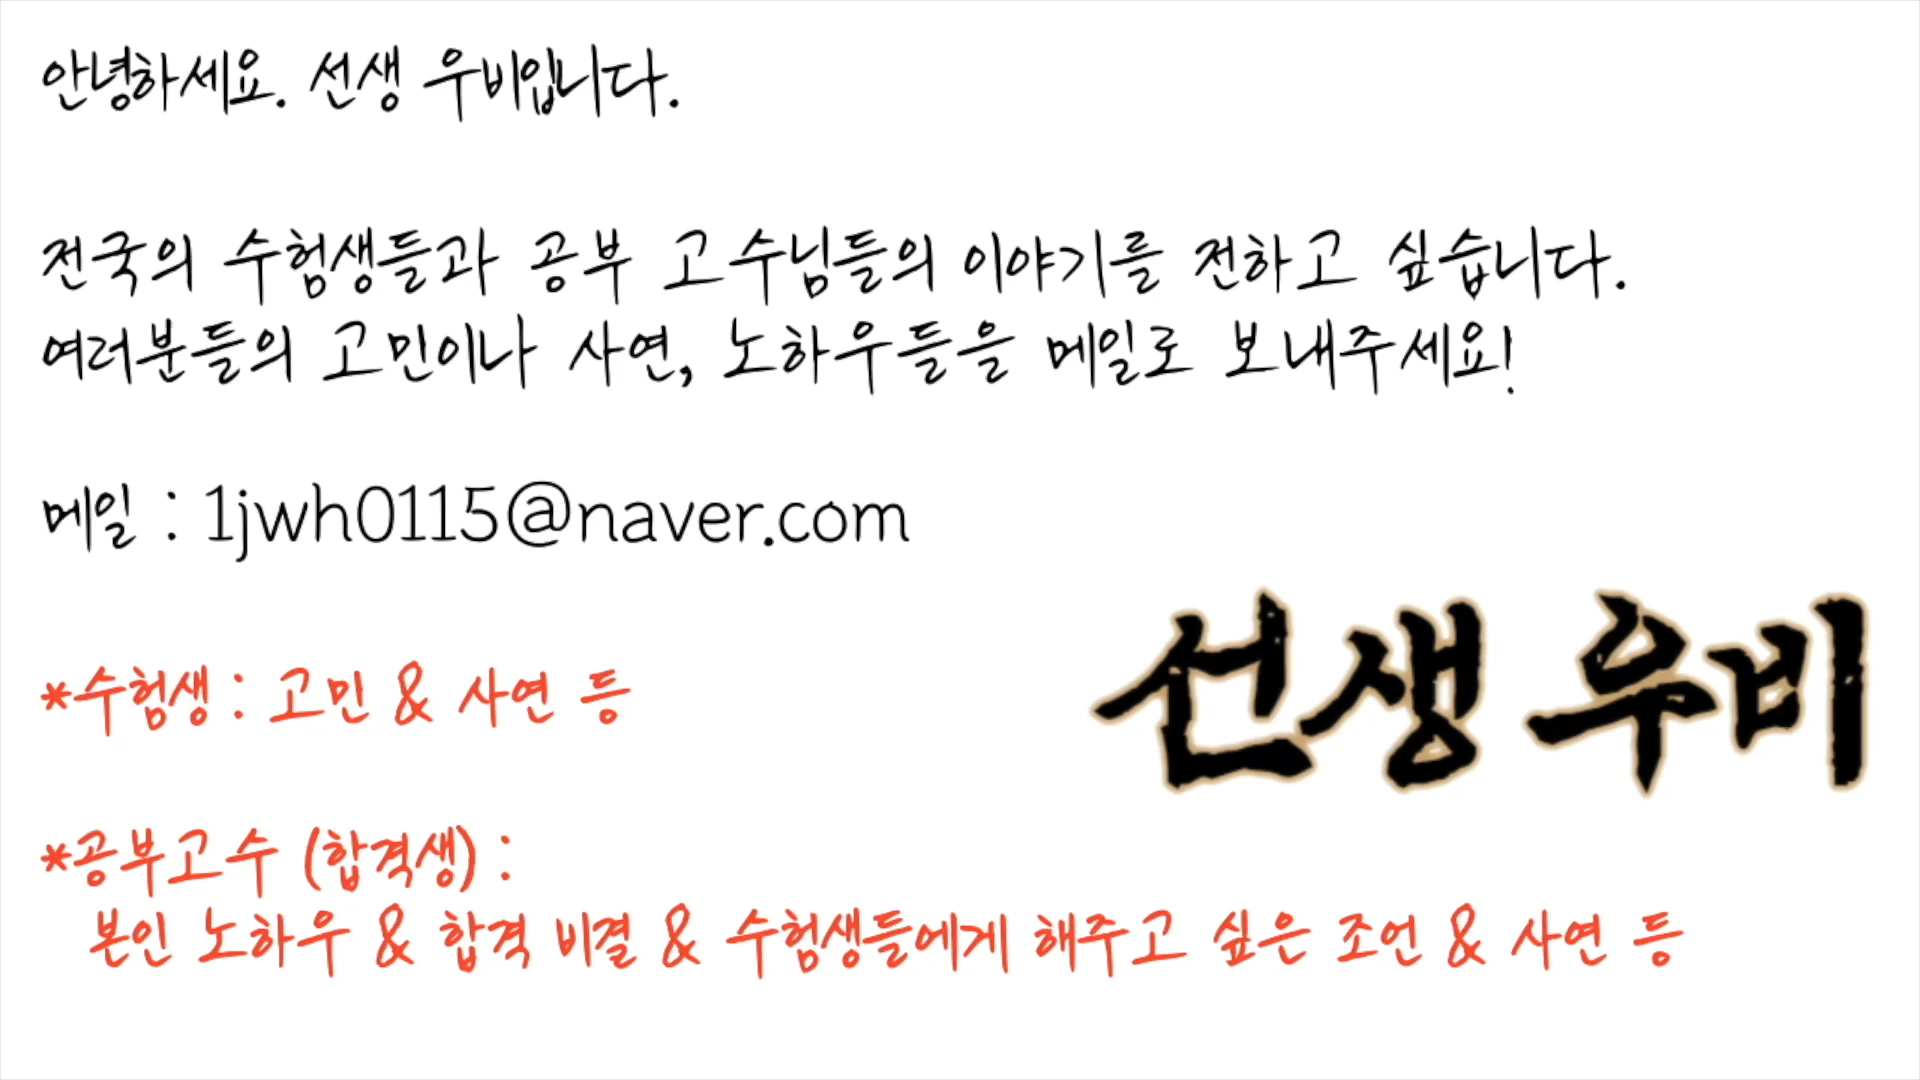 안녕하세요. 선생 우비입니다.
전국의 수험생들과 공부 고수님들의 이야기를 전하고 싶습니다.
여러분들의 고민이나 사연, 노하우들을 메일로 보내주세요!
메일 : 1jwh0115@naver.com
선생 우비
*수험생 : 고민 & 사연 등
*공부고수 (합격생) :
본인 노하우 & 합격 비결 & 수험생들에게 해주고 싶은 조언 & 사연 등